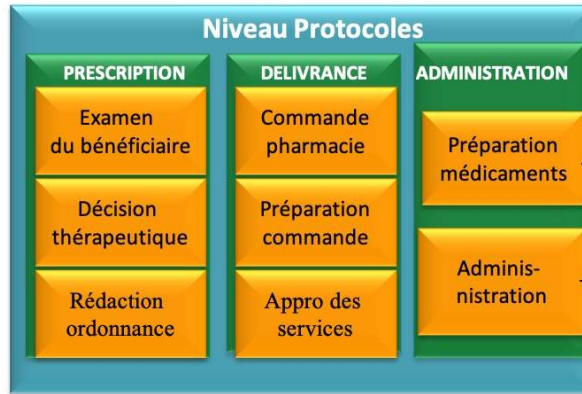 Niveau Protocoles
PRESCRIPTION
Examen
du bénéficiaire
Décision
thérapeutique
Rédaction
ordonnance
DELIVRANCE
Commande
pharmacie
Préparation
commande
Appro des
services
ADMINISTRATION
Préparation
médicaments
Adminis-
nistration